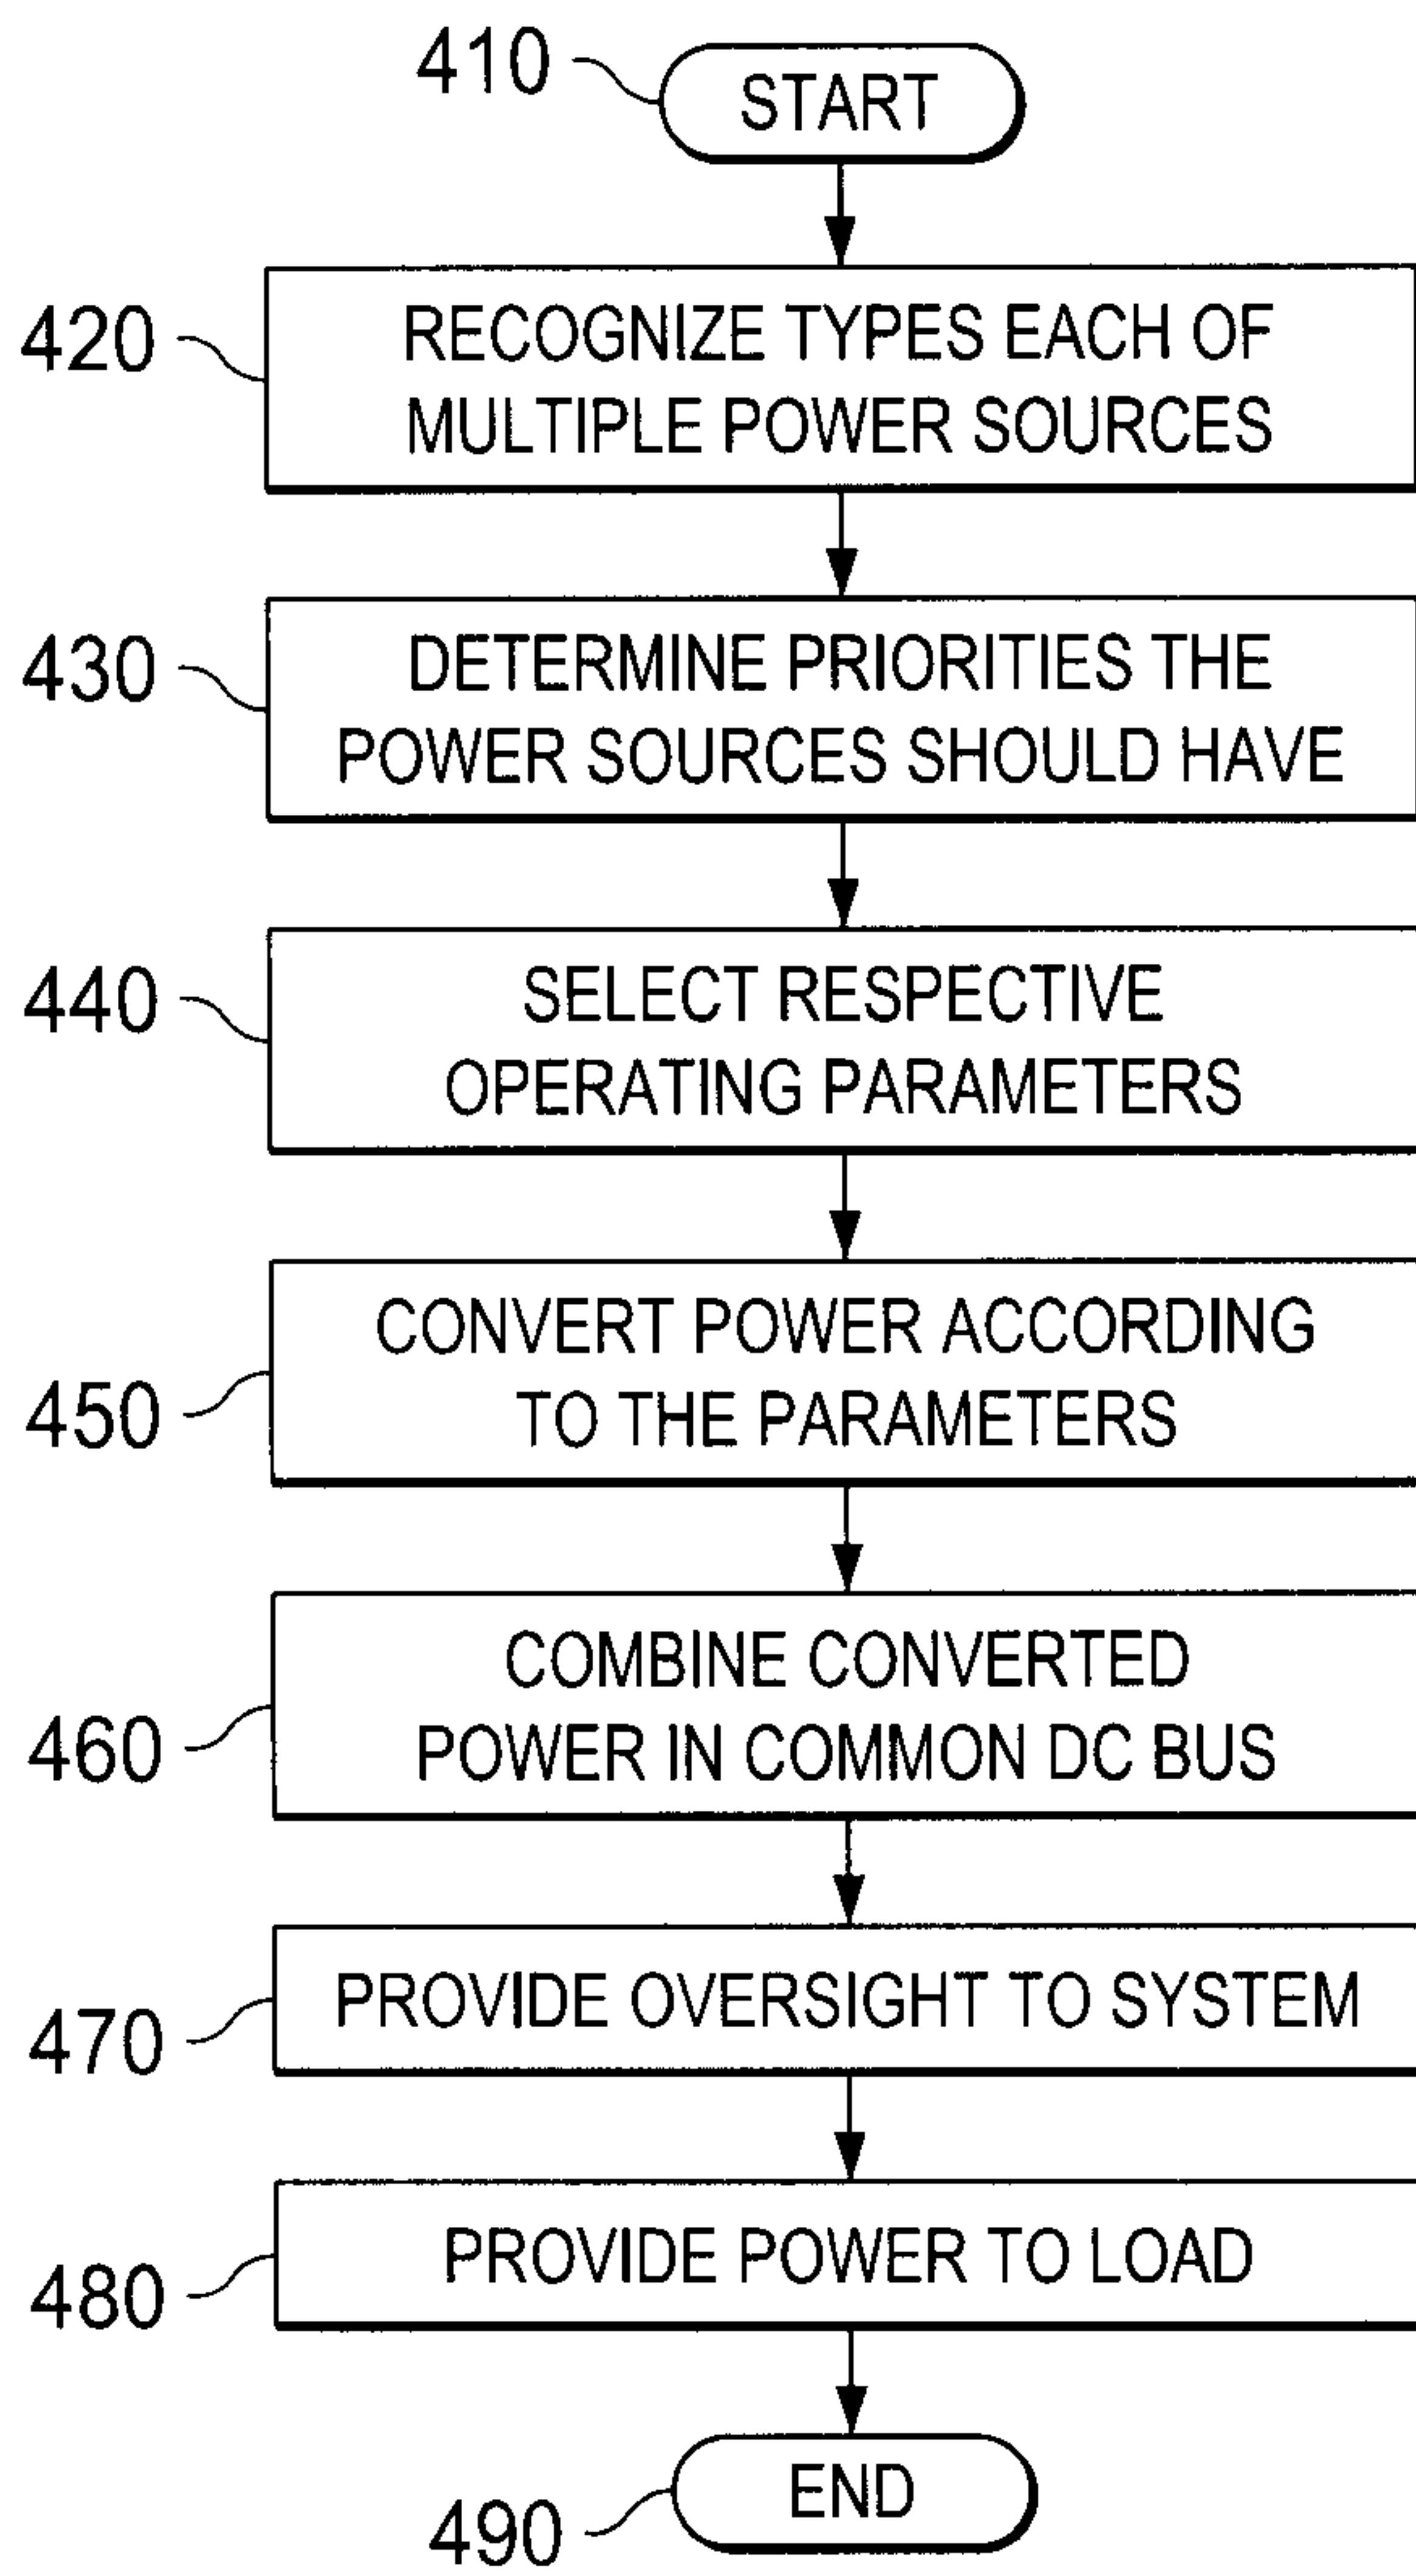 410
START
420
RECOGNIZE TYPES EACH OF
MULTIPLE POWER SOURCES
430
DETERMINE PRIORITIES THE
POWER SOURCES SHOULD HAVE
440
SELECT RESPECTIVE
OPERATING PARAMETERS
450
CONVERT POWER ACCORDING
TO THE PARAMETERS
460
COMBINE CONVERTED
POWER IN COMMON DC BUS
470
PROVIDE OVERSIGHT TO SYSTEM
480
PROVIDE POWER TO LOAD
490
END